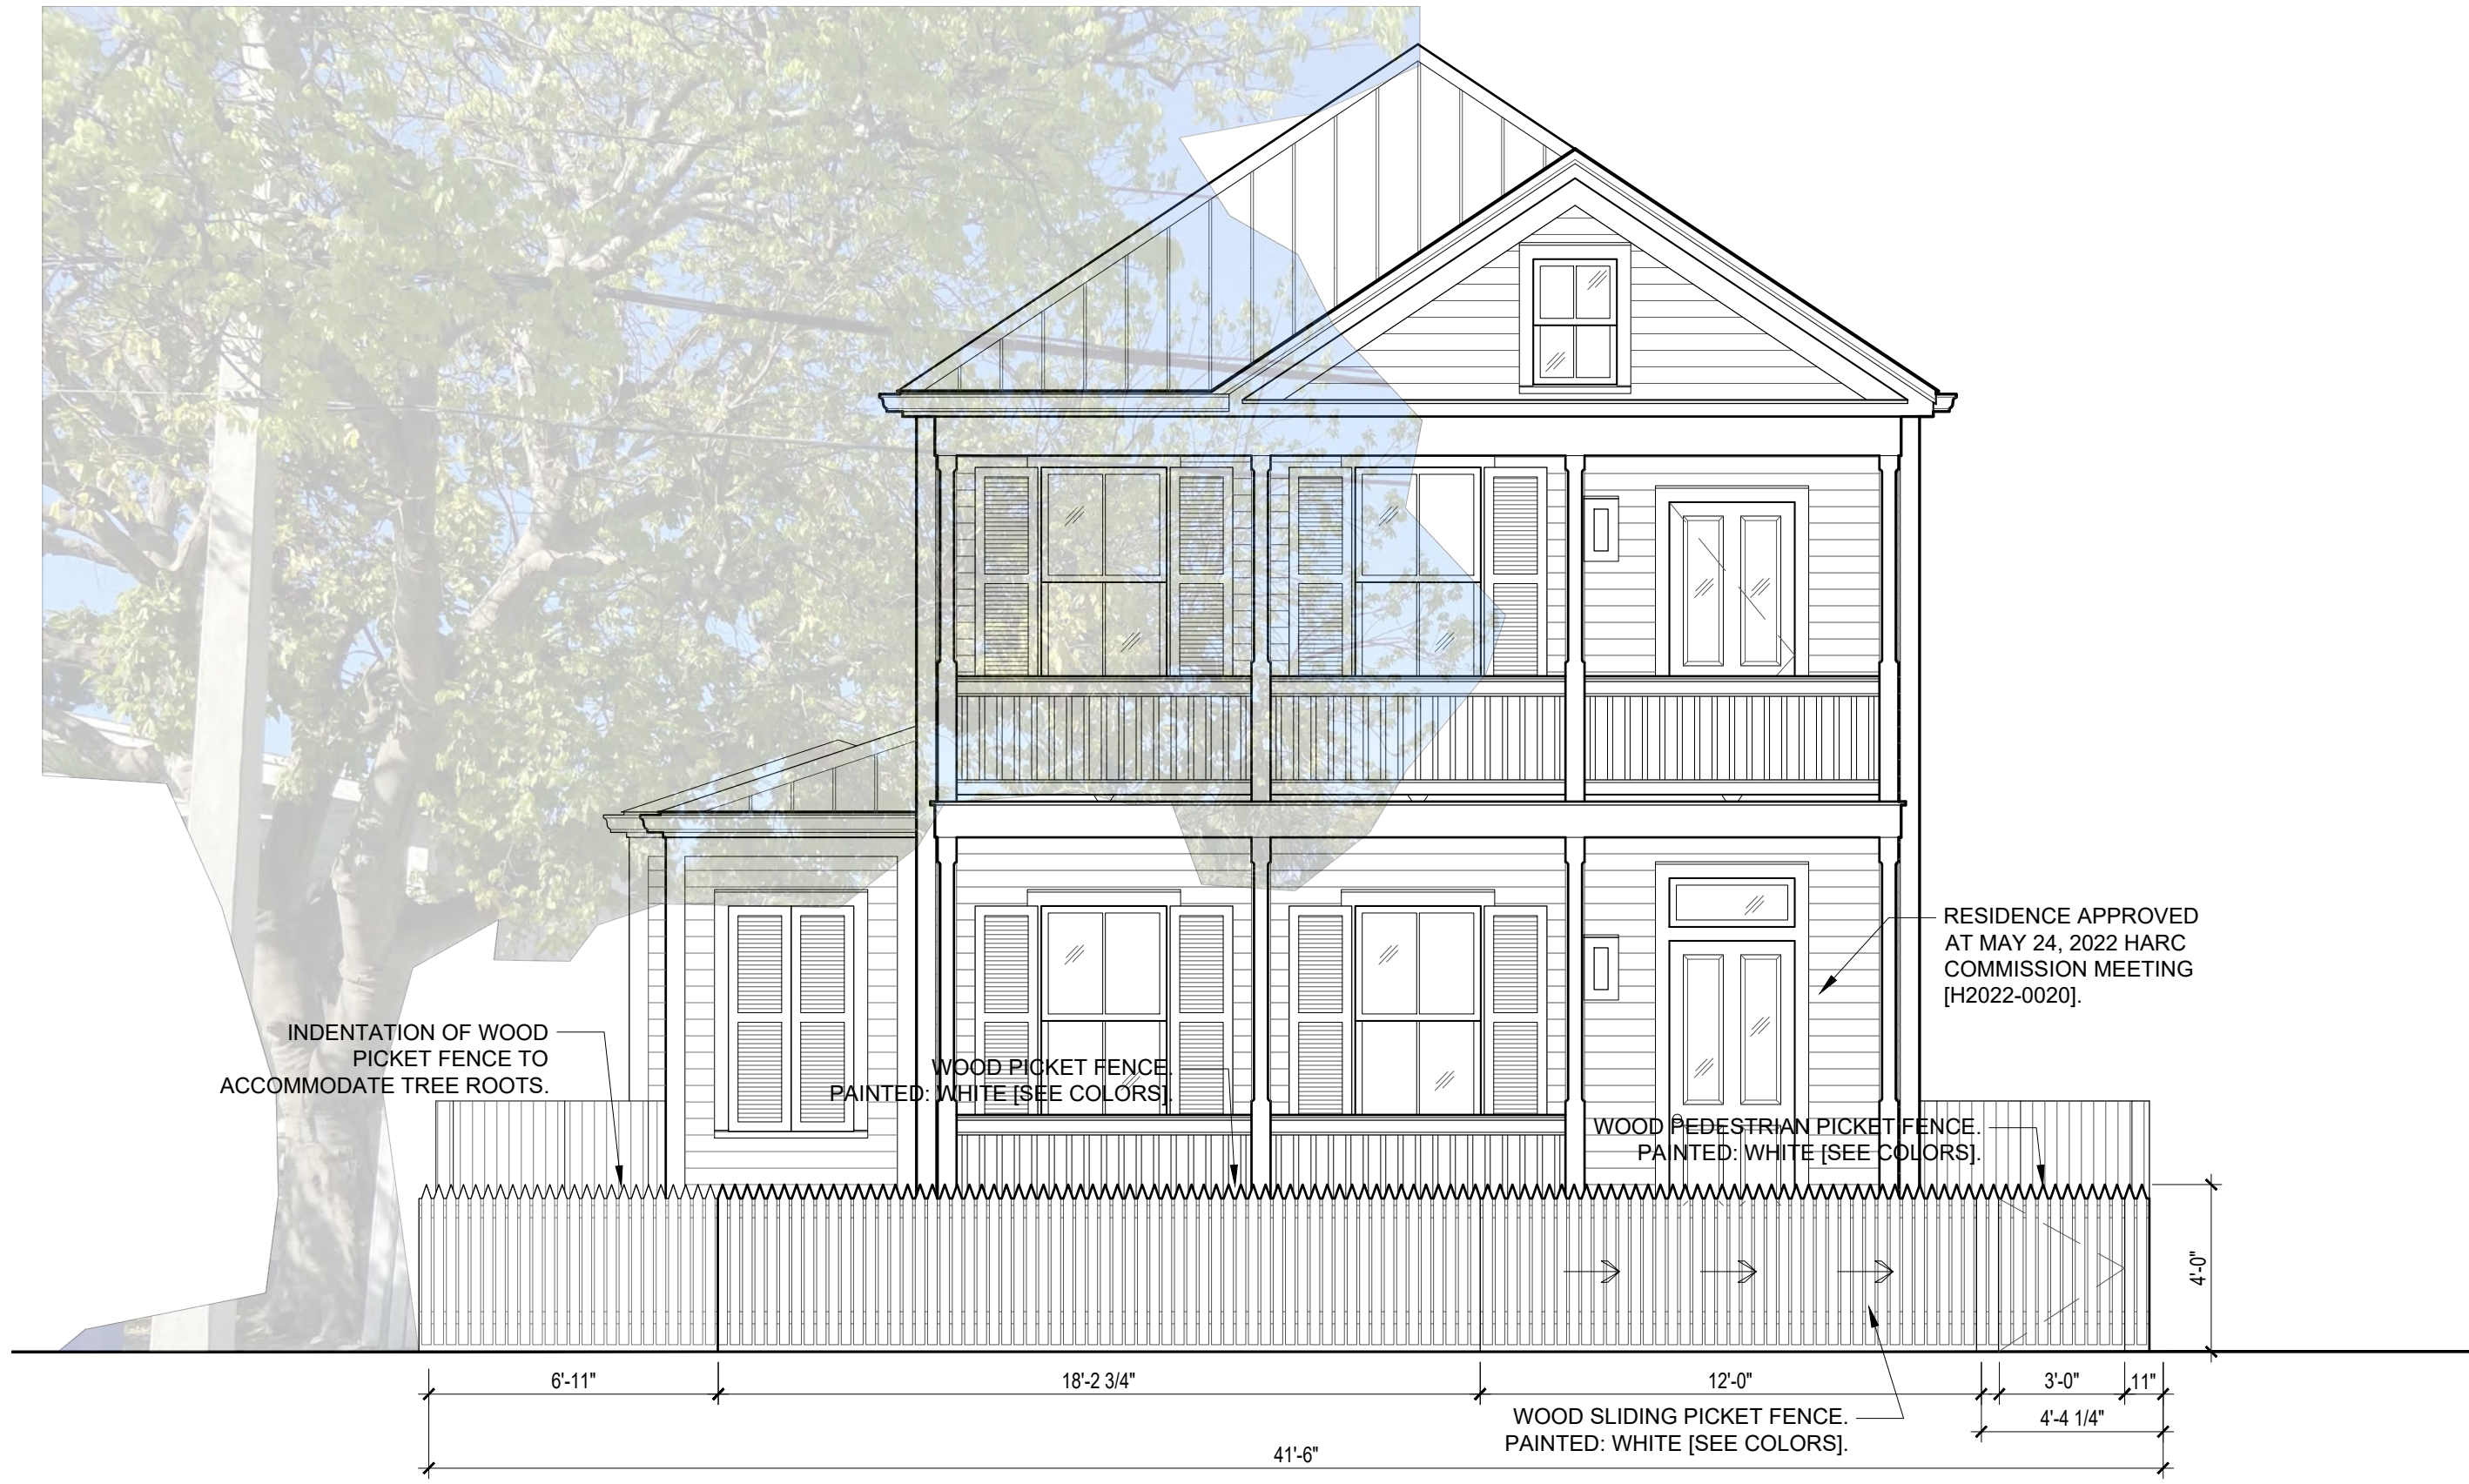 RESIDENCE APPROVED
AT MAY 24, 2022 HARC
COMMISSION MEETING
[H2022-0020].
INDENTATION OF WOOD
PICKET FENCE TO
ACCOMMODATE TREE ROOTS.
WOOD PICKET FENCE.
PAINTED: WHITE [SEE COLORS].
WOOD PEDESTRIAN PICKET FENCE.
PAINTED: WHITE [SEE COLORS].
4'-0"
6'-11"
18'-2 3/4"
12'-0"
3'-0"
11"
4'-4 1/4"
WOOD SLIDING PICKET FENCE.
PAINTED: WHITE [SEE COLORS].
41'-6"